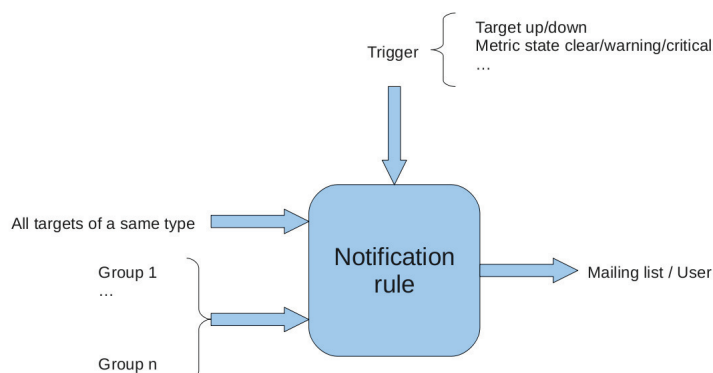 Trigger
Target up/down
Metric state clear/warning/critical
…
All targets of a same type
Group 1
…
Group n
Notification
rule
Mailing list / User